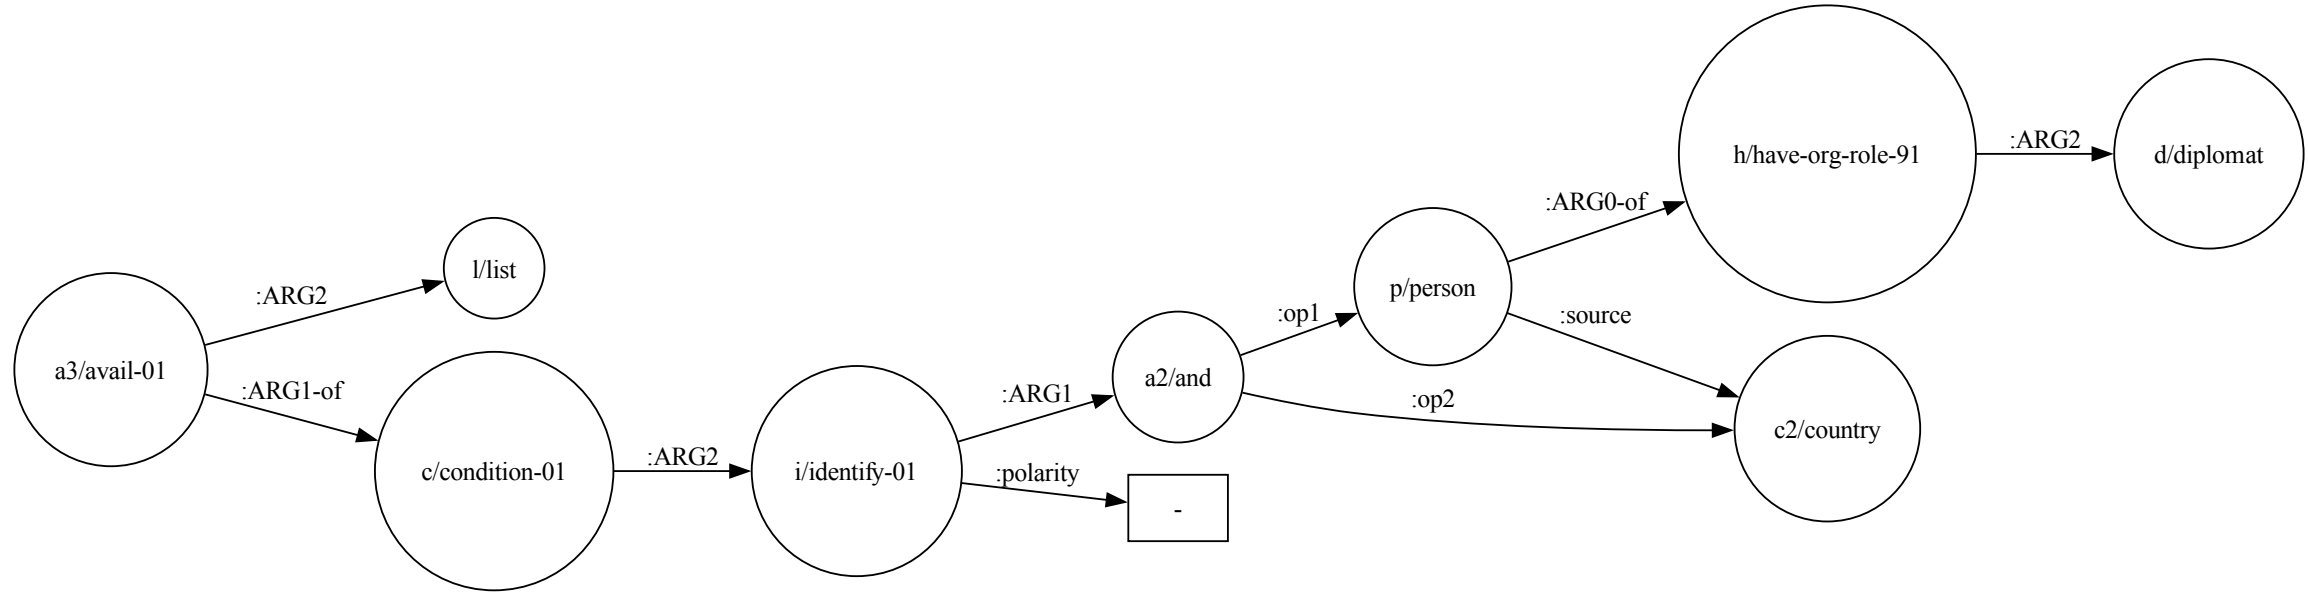 a3/avail-01
:ARG2
l/list
:ARG1-of
c/condition-01
:ARG2
i/identify-01
:ARG1
a2/and
:polarity
-
:op1
p/person
:op2
:ARG0-of
h/have-org-role-91
:source
c2/country
:ARG2
d/diplomat